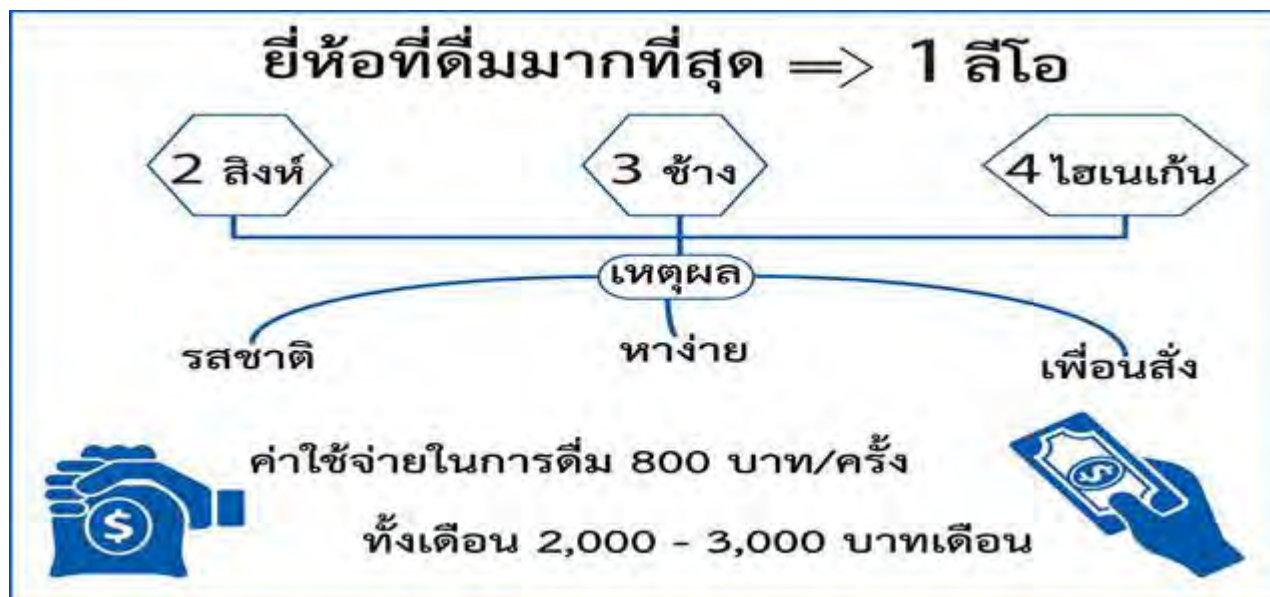 ยี่ห้อที่ดื่มมากที่สุด => 1 ลีโอ
2 สิงห์
3 ช้าง
4 ไฮเนเก้น
เหตุผล
รสชาติ
หาง่าย
เพื่อนสั่ง
ค่าใช้จ่ายในการดื่ม 800 บาท/ครั้ง
ทั้งเดือน 2,000 - 3,000 บาทเดือน